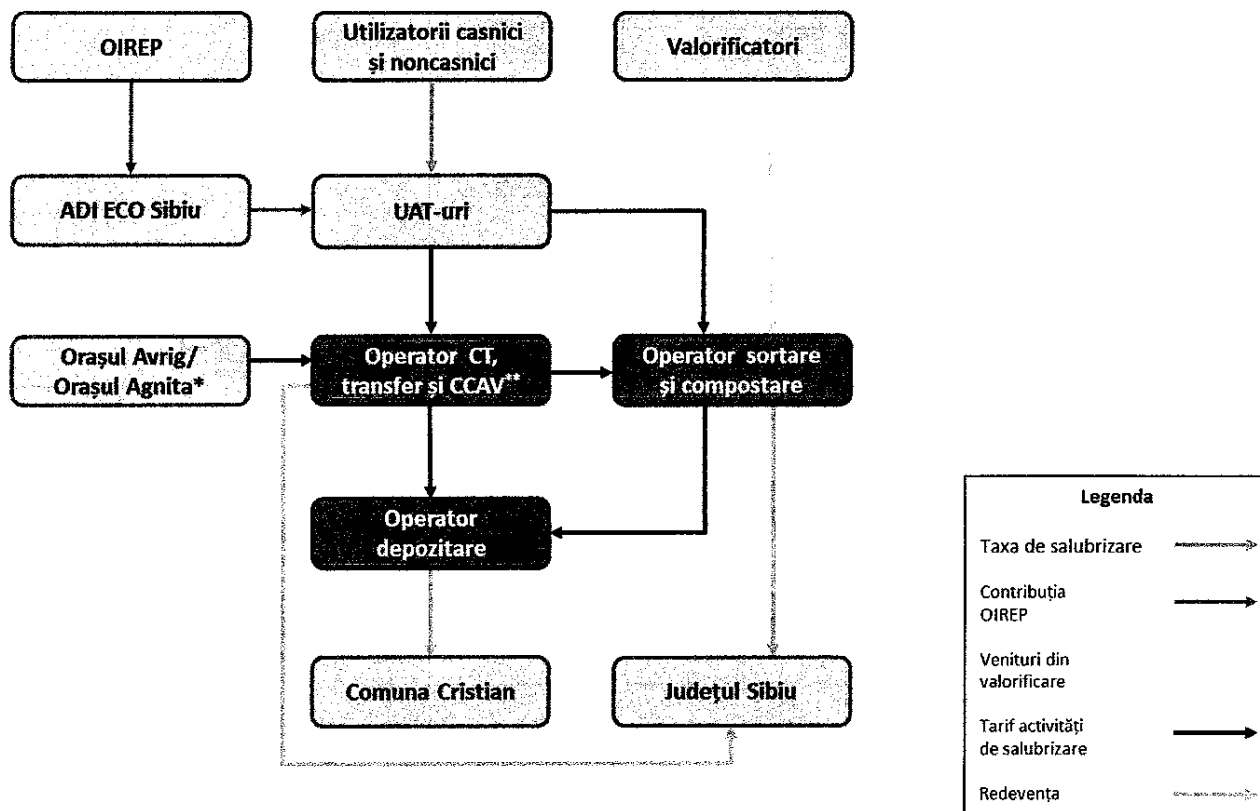 OIREP
Utilizatorii casnici
și noncasnici
Valorificatori
ADI ECO Sibiu
UAT-uri
Orașul Avrig/
Orașul Agnita*
Operator CT,
transfer și CCAV**
Operator sortare
și compostare
Operator
depozitare
Comuna Cristian
Județul Sibiu
Legenda
Taxa de salubrizare
Contribuția
OIREP
Venituri din
valorificare
Tarif activități
de salubrizare
Redevența